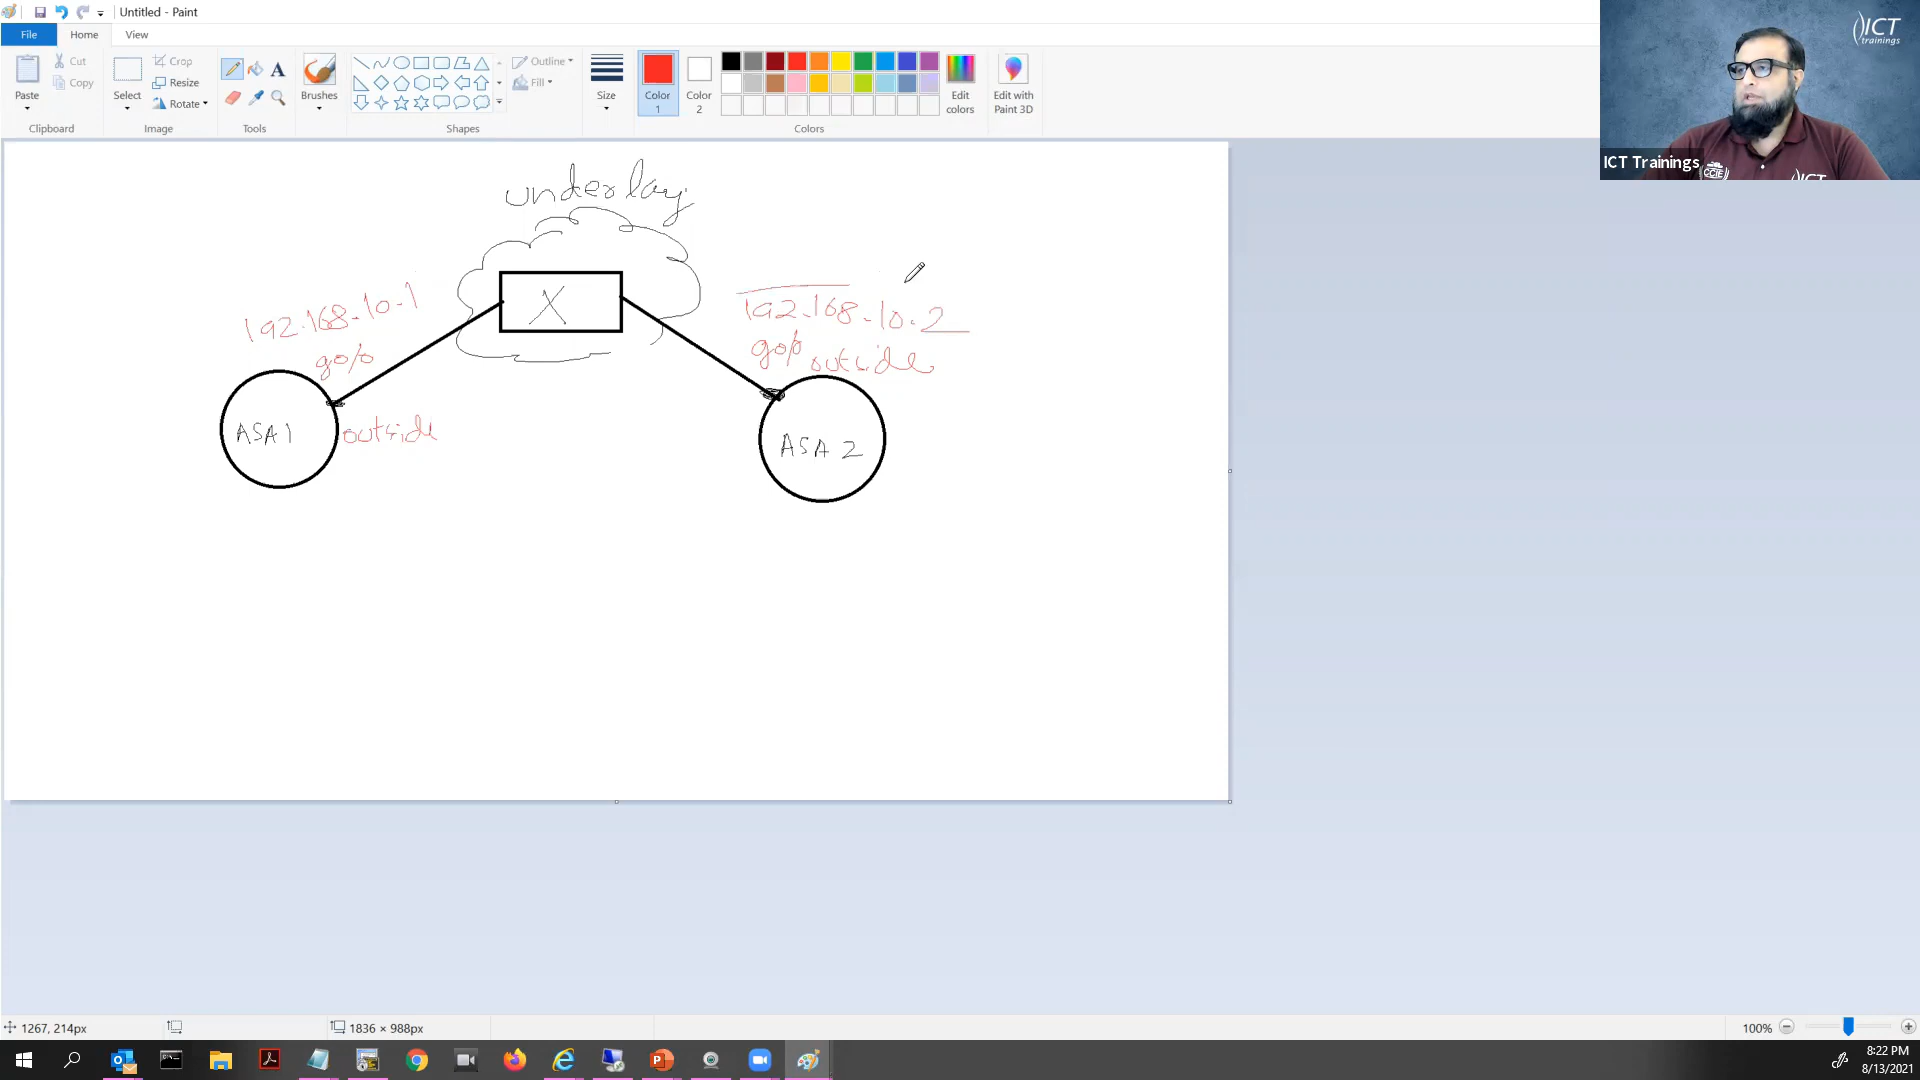 Untitled - Paint
File
Home
View
Paste
Cut
Copy
Clipboard
Select
Crop
Resize
Rotate
Image
Tools
Brushes
Shapes
Outline
Fill
Size
Color
1
Color
2
Colors
Edit
colors
Edit with
Paint 3D
ICT
trainings
ICT Trainings
CCIE
ICT
underlay
X
192.168.10.1
g0/0
outside
ASA 1
192.168.10.2
g0/0
outside
ASA 2
1267, 214px
1836 × 988px
100%
8:22 PM
8/13/2021